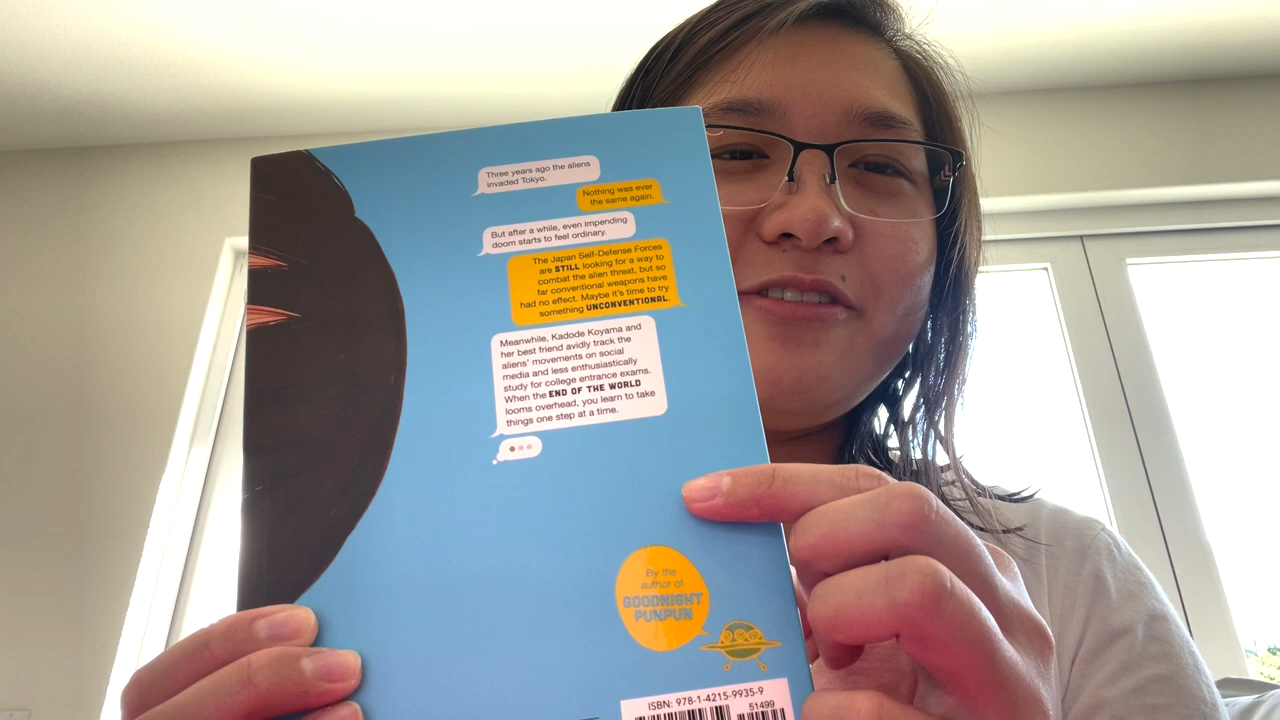 Three years ago the aliens
invaded Tokyo.
Nothing was ever
the same again.
But after a while, even impending
doom starts to feel ordinary.
The Japan Self-Defense Forces
are STILL looking for a way to
combat the alien threat, but so
far conventional weapons have
had no effect. Maybe it's time to try
something UNCONVENTIONAL.
Meanwhile, Kadode Koyama and
her best friend avidly track the
aliens' movements on social
media and less enthusiastically
study for college entrance exams.
When the END OF THE WORLD
looms overhead, you learn to take
things one step at a time.
By the
author of
GOODNIGHT
PUNPUN
ISBN: 978-1-4215-9935-9
51499